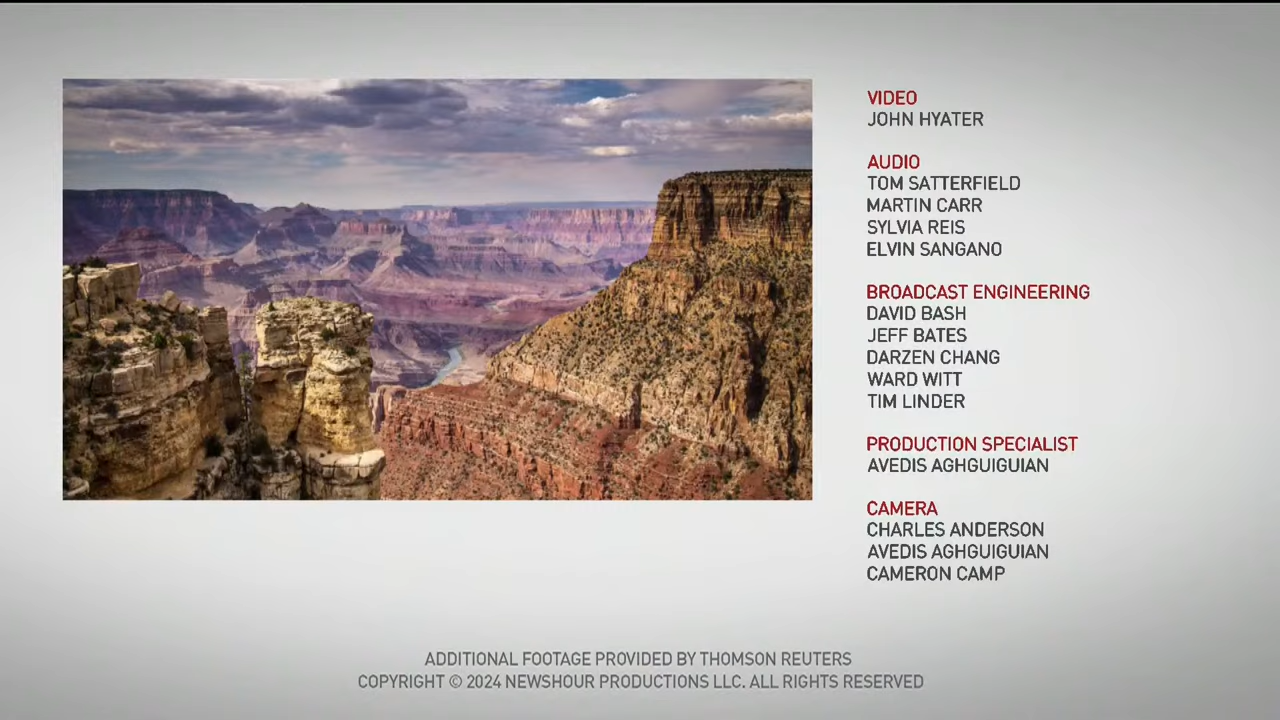 VIDEO
JOHN HYATER
AUDIO
TOM SATTERFIELD
MARTIN CARR
SYLVIA REIS
ELVIN SANGANO
BROADCAST ENGINEERING
DAVID BASH
JEFF BATES
DARZEN CHANG
WARD WITT
TIM LINDER
PRODUCTION SPECIALIST
AVEDIS AGHGUIGUIAN
CAMERA
CHARLES ANDERSON
AVEDIS AGHGUIGUIAN
CAMERON CAMP
ADDITIONAL FOOTAGE PROVIDED BY THOMSON REUTERS
COPYRIGHT © 2024 NEWSHOUR PRODUCTIONS LLC. ALL RIGHTS RESERVED